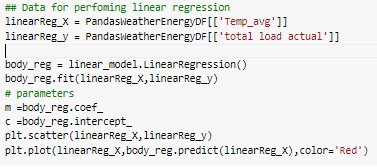 ## Data for perfoming linear regression
linearReg_X = PandasWeatherEnergyDF[['Temp_avg']]
linearReg_y = PandasWeatherEnergyDF[['total load actual']]
body_reg = linear_model.LinearRegression()
body_reg.fit(linearReg_X,linearReg_y)
# parameters
m =body_reg.coef_
c =body_reg.intercept_
plt.scatter(linearReg_X,linearReg_y)
plt.plot(linearReg_X,body_reg.predict(linearReg_X),color='Red')